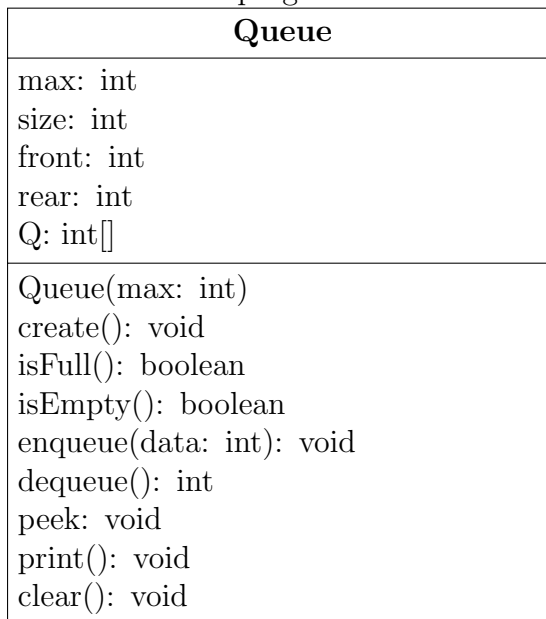 Queue
max: int
size: int
front: int
rear: int
Q: int[]
Queue(max: int)
create(): void
isFull(): boolean
isEmpty(): boolean
enqueue(data: int): void
dequeue(): int
peek: void
print(): void
clear(): void